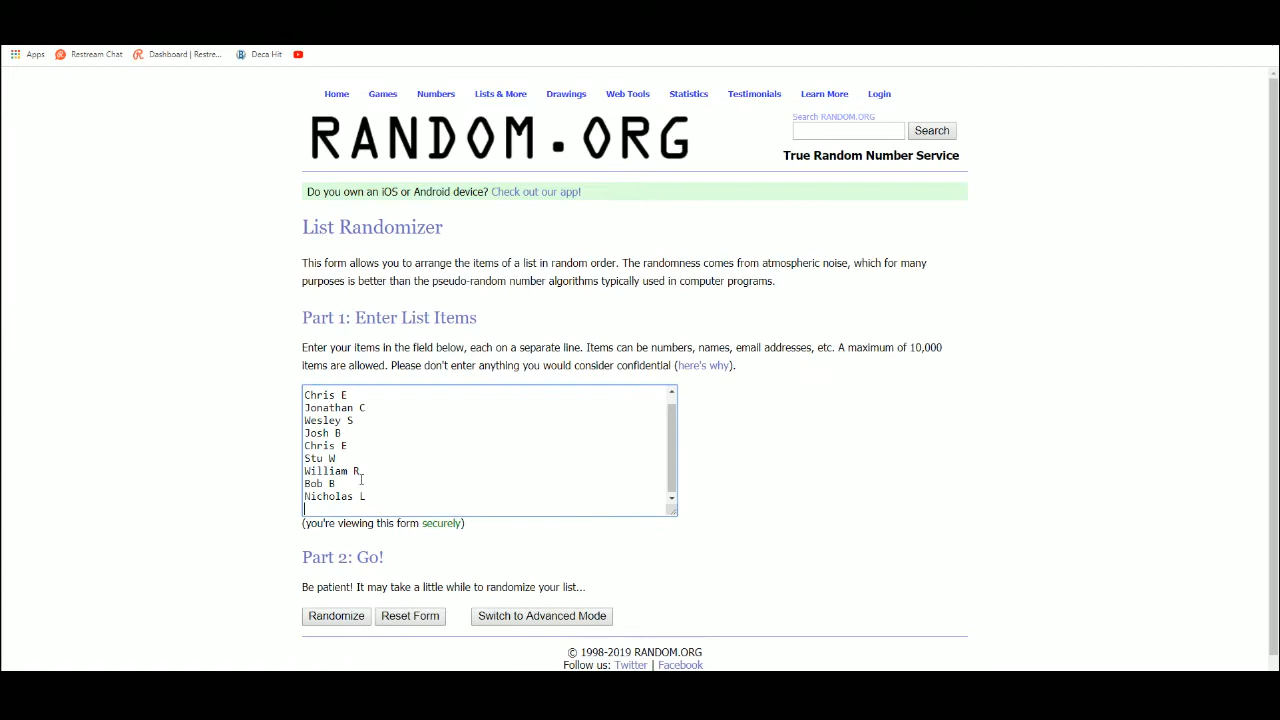 Apps Restream Chat Dashboard | Restre... Deca Hit
Home Games Numbers Lists & More Drawings Web Tools Statistics Testimonials Learn More Login
RANDOM.ORG
Search RANDOM.ORG
Search
True Random Number Service
Do you own an iOS or Android device? Check out our app!
List Randomizer
This form allows you to arrange the items of a list in random order. The randomness comes from atmospheric noise, which for many
purposes is better than the pseudo-random number algorithms typically used in computer programs.
Part 1: Enter List Items
Enter your items in the field below, each on a separate line. Items can be numbers, names, email addresses, etc. A maximum of 10,000
items are allowed. Please don't enter anything you would consider confidential (here's why).
Chris E
Jonathan C
Wesley S
Josh B
Chris E
Stu W
William R
Bob B
Nicholas L
(you're viewing this form securely)
Part 2: Go!
Be patient! It may take a little while to randomize your list...
Randomize Reset Form Switch to Advanced Mode
© 1998-2019 RANDOM.ORG
Follow us: Twitter | Facebook